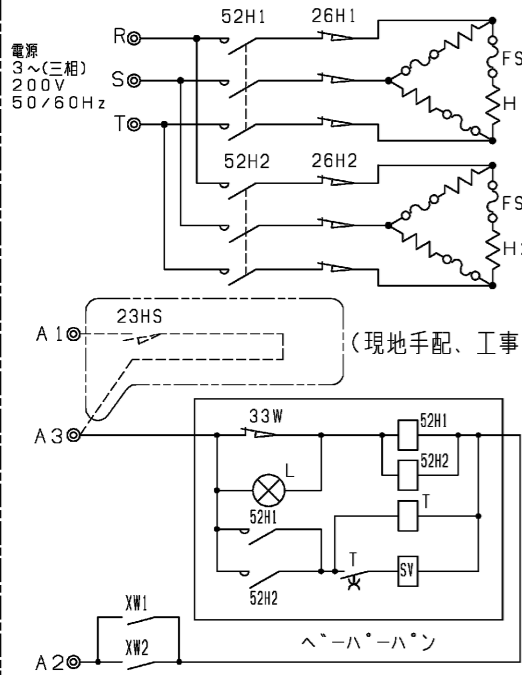 52H1 26H1
R
電源
3~(三相)
200V
50/60Hz
S
T
FS
H
52H2 26H2
FS
23HS
A1
(現地手配、工事
A3
33W
52H1
52H2
L
T
52H1
52H2
T
SV
XW1
XW2
A2
ペーパーパン